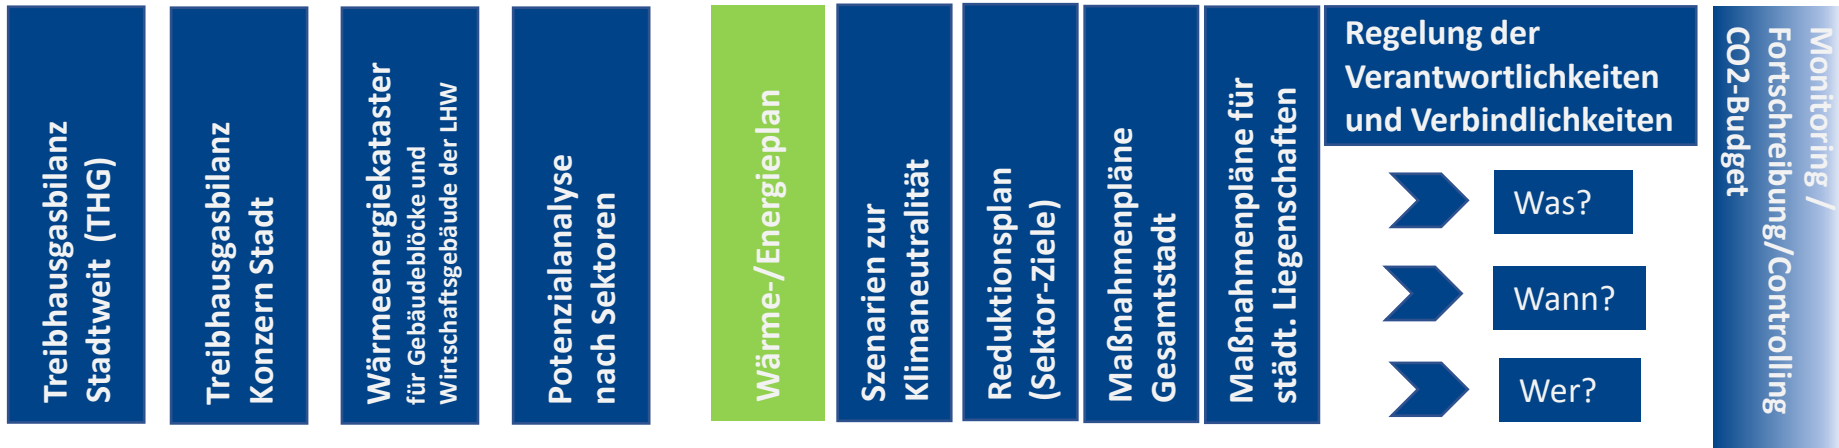 Treibhausgasbilanz
Stadtweit (THG)
Treibhausgasbilanz
Konzern Stadt
Wärmeenergiekataster
für Gebäudeblöcke und
Wirtschaftsgebäude der LHW
Potenzialanalyse
nach Sektoren
Wärme-/Energieplan
Szenarien zur
Klimaneutralität
Reduktionsplan
(Sektor-Ziele)
Maßnahmenpläne
Gesamtstadt
Maßnahmenpläne für
städt. Liegenschaften
Regelung der
Verantwortlichkeiten
und Verbindlichkeiten
Was?
Wann?
Wer?
Monitoring /
Fortschreibung/Controlling
CO2-Budget